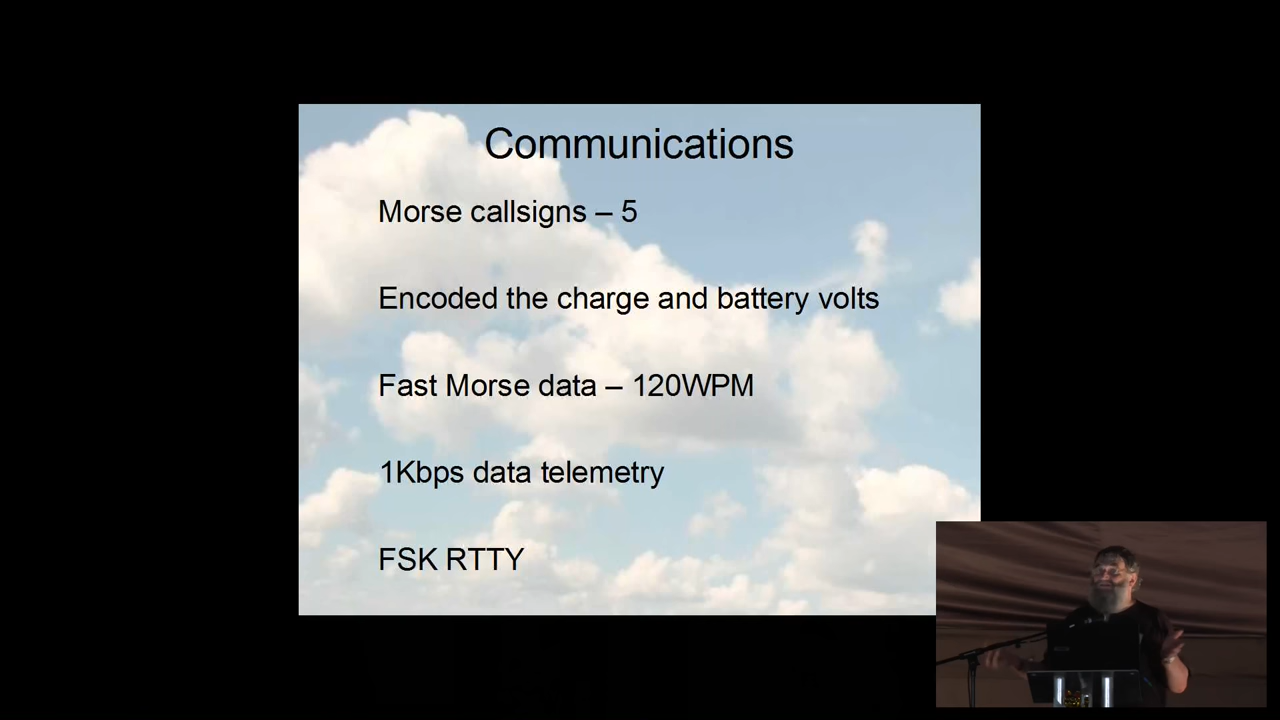 Communications
Morse callsigns – 5
Encoded the charge and battery volts
Fast Morse data – 120WPM
1Kbps data telemetry
FSK RTTY